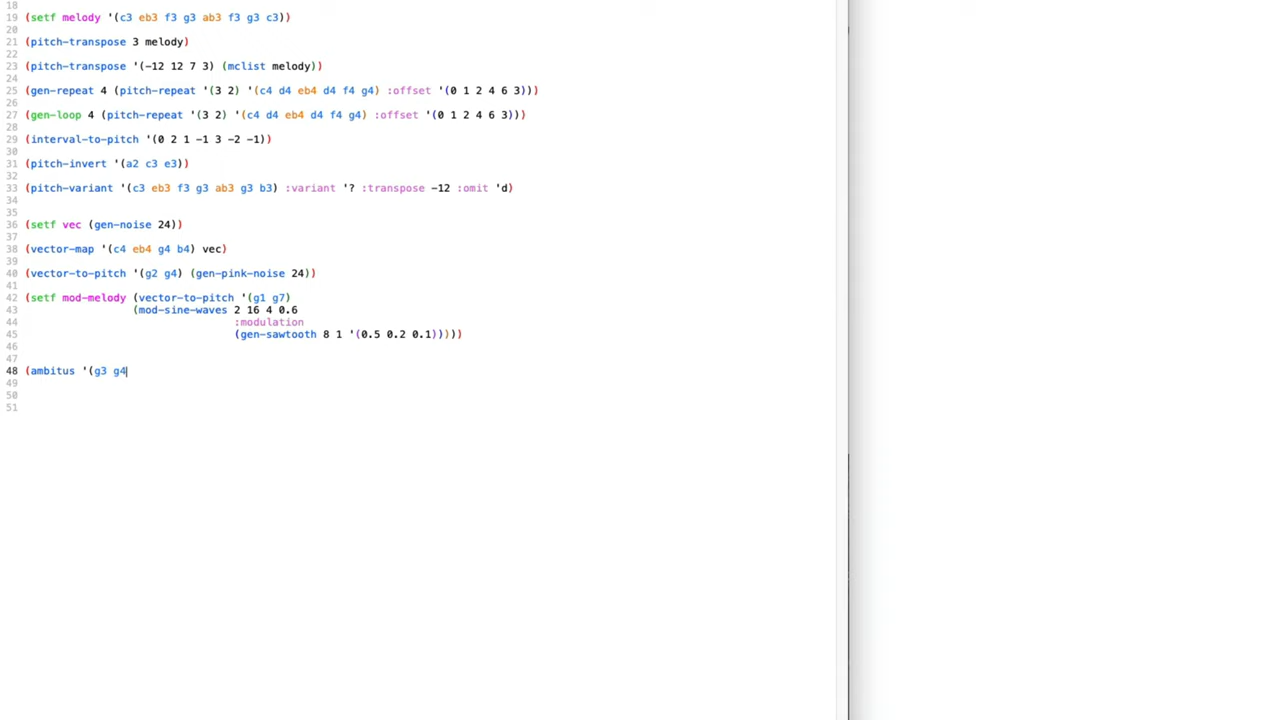 18
19 (setf melody '(c3 eb3 f3 g3 ab3 f3 g3 c3))
20
21 (pitch-transpose 3 melody)
22
23 (pitch-transpose '(-12 12 7 3) (mclist melody))
24
25 (gen-repeat 4 (pitch-repeat '(3 2) '(c4 d4 eb4 d4 f4 g4) :offset '(0 1 2 4 6 3)))
26
27 (gen-loop 4 (pitch-repeat '(3 2) '(c4 d4 eb4 d4 f4 g4) :offset '(0 1 2 4 6 3)))
28
29 (interval-to-pitch '(0 2 1 -1 3 -2 -1))
30
31 (pitch-invert '(a2 c3 e3))
32
33 (pitch-variant '(c3 eb3 f3 g3 ab3 g3 b3) :variant '? :transpose -12 :omit 'd)
34
35
36 (setf vec (gen-noise 24))
37
38 (vector-map '(c4 eb4 g4 b4) vec)
39
40 (vector-to-pitch '(g2 g4) (gen-pink-noise 24))
41
42 (setf mod-melody (vector-to-pitch '(g1 g7)
43 (mod-sine-waves 2 16 4 0.6
44 :modulation
45 (gen-sawtooth 8 1 '(0.5 0.2 0.1)))))
46
47
48 (ambitus '(g3 g4
49
50
51